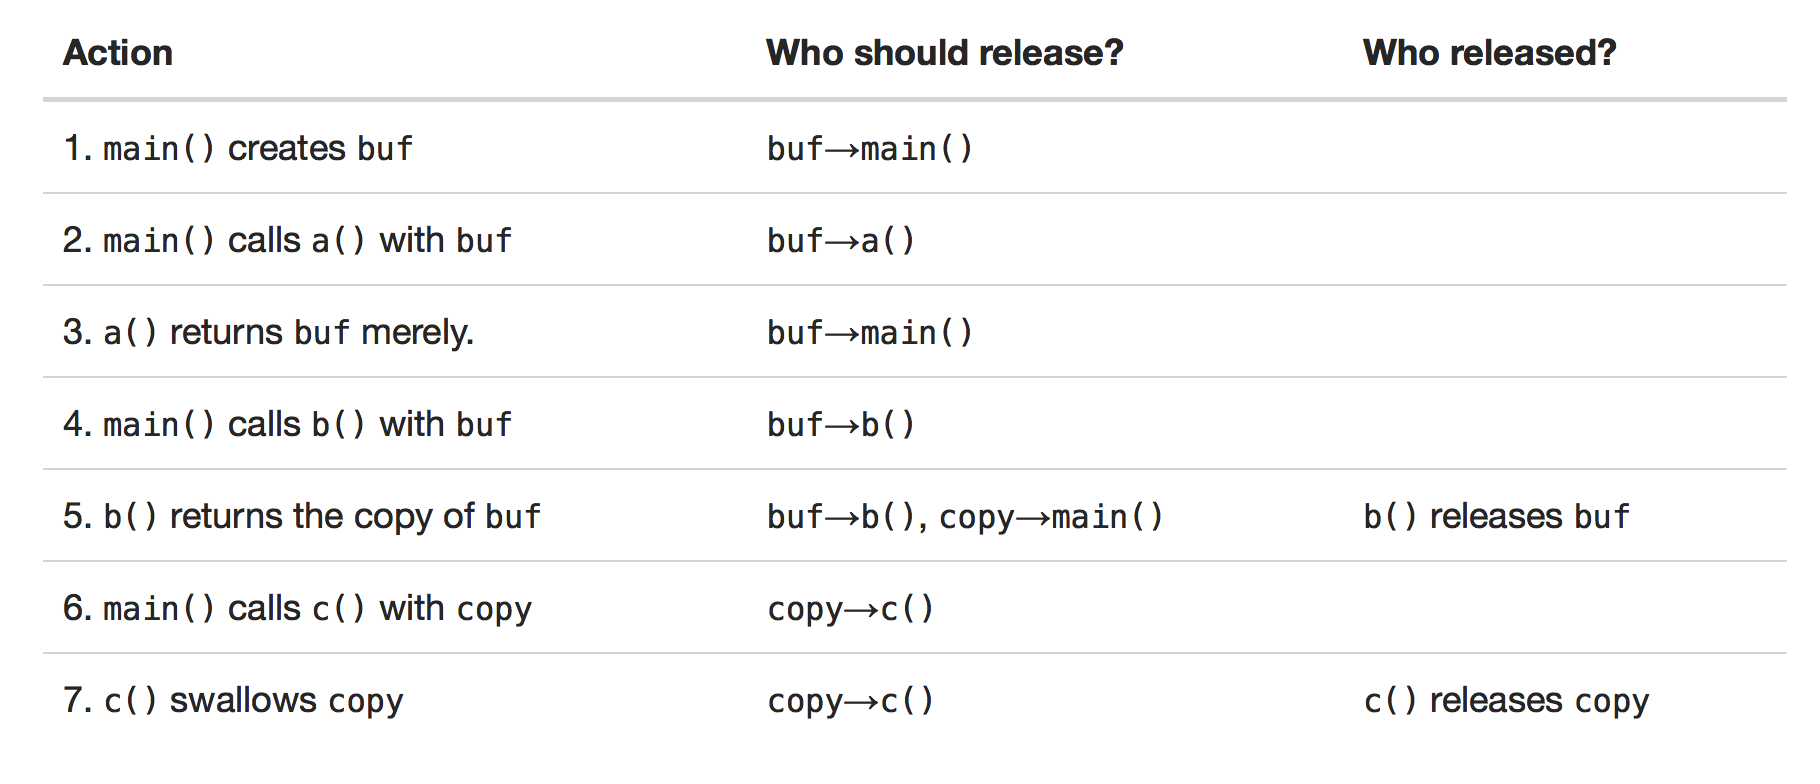 Action Who should release? Who released?
1. main() creates buf buf→main()
2. main() calls a() with buf buf→a()
3. a() returns buf merely. buf→main()
4. main() calls b() with buf buf→b()
5. b() returns the copy of buf buf→b(), copy→main() b() releases buf
6. main() calls c() with copy copy→c()
7. c() swallows copy copy→c() c() releases copy